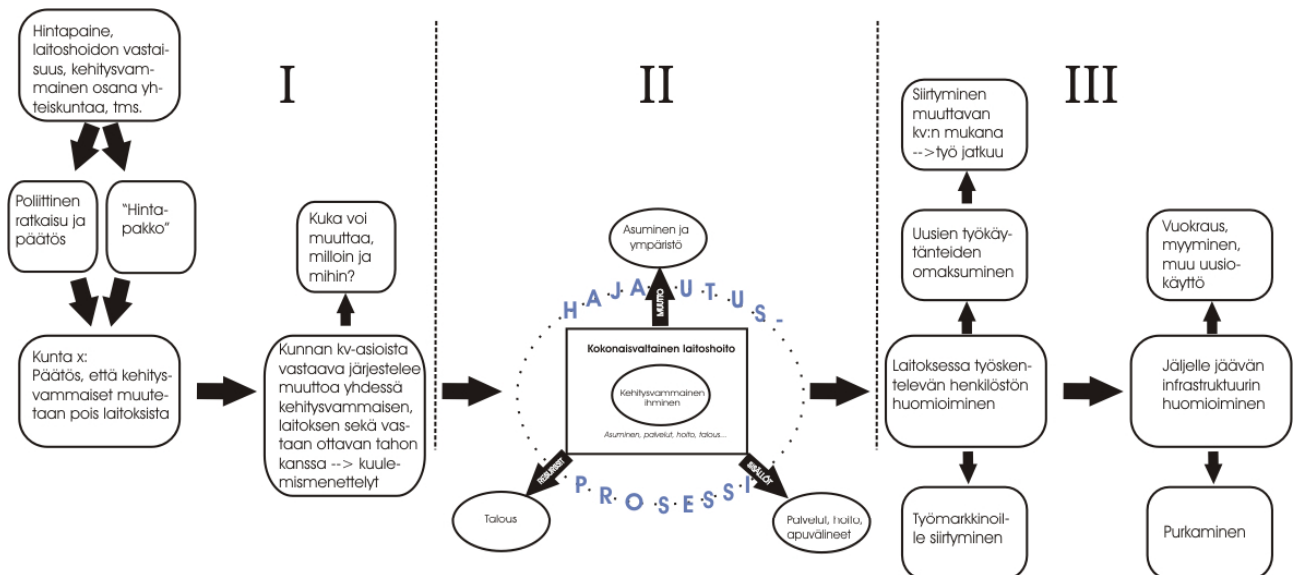 Hintapaine,
laitoshoidon vastai-
suus, kehitysvam-
mainen osana yh-
teiskuntaa, tms.
I
Poliittinen
ratkaisu ja
päätös
"Hinta-
pakko"
Kunta x:
Päätös, että kehitys-
vammaiset muute-
taan pois laitoksista
Kuka voi
muuttaa,
milloin ja
mihin?
Kunnan kv-asioista
vastaava järjestelee
muuttoa yhdessä
kehitysvammaisen,
laitoksen sekä vas-
taan ottavan tahon
kanssa --> kuule-
mismenettelyt
II
Asuminen ja
ympäristö
HAJAUTUS-
MUUTTO
Kokonaisvaltainen laitoshoito
Kehitysvammainen
ihminen
Asuminen, palvelut, hoito, talous...
RESURSSIT
SISÄLLÖT
PROSESSI
Talous
Palvelut, hoito,
apuvälineet
III
Siirtyminen
muuttavan
kv:n mukana
-->työ jatkuu
Uusien työkäy-
tänteiden
omaksuminen
Laitoksessa työsken-
televän henkilöstön
huomioiminen
Työmarkkinoil-
le siirtyminen
Vuokraus,
myyminen,
muu uusio-
käyttö
Jäljelle jäävän
infrastruktuurin
huomioiminen
Purkaminen